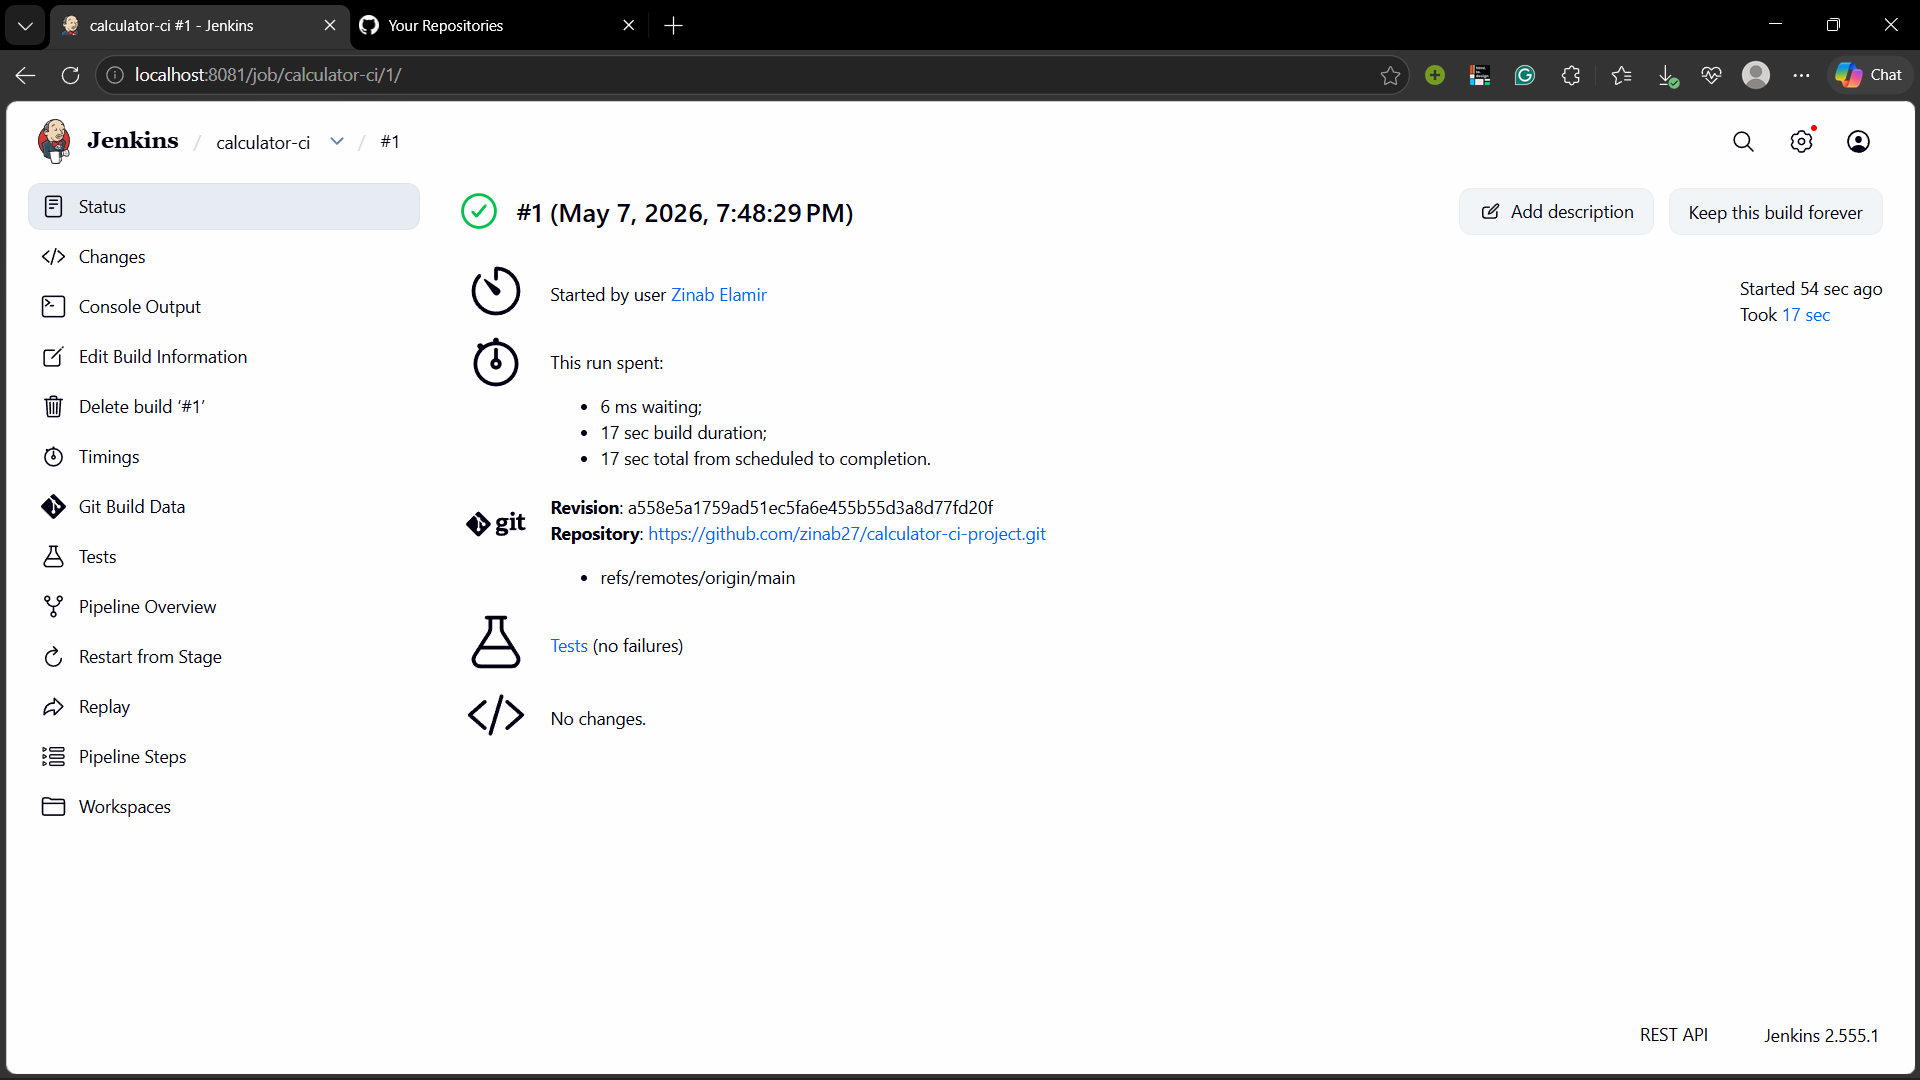 calculator-ci #1 - Jenkins
Your Repositories
localhost:8081/job/calculator-ci/1/
Chat
Jenkins / calculator-ci / #1
Status
Changes
Console Output
Edit Build Information
Delete build ‘#1’
Timings
Git Build Data
Tests
Pipeline Overview
Restart from Stage
Replay
Pipeline Steps
Workspaces
#1 (May 7, 2026, 7:48:29 PM)
Add description
Keep this build forever
Started by user Zinab Elamir
Started 54 sec ago
Took 17 sec
This run spent:
6 ms waiting;
17 sec build duration;
17 sec total from scheduled to completion.
git
Revision: a558e5a1759ad51ec5fa6e455b55d3a8d77fd20f
Repository: https://github.com/zinab27/calculator-ci-project.git
refs/remotes/origin/main
Tests (no failures)
No changes.
REST API
Jenkins 2.555.1